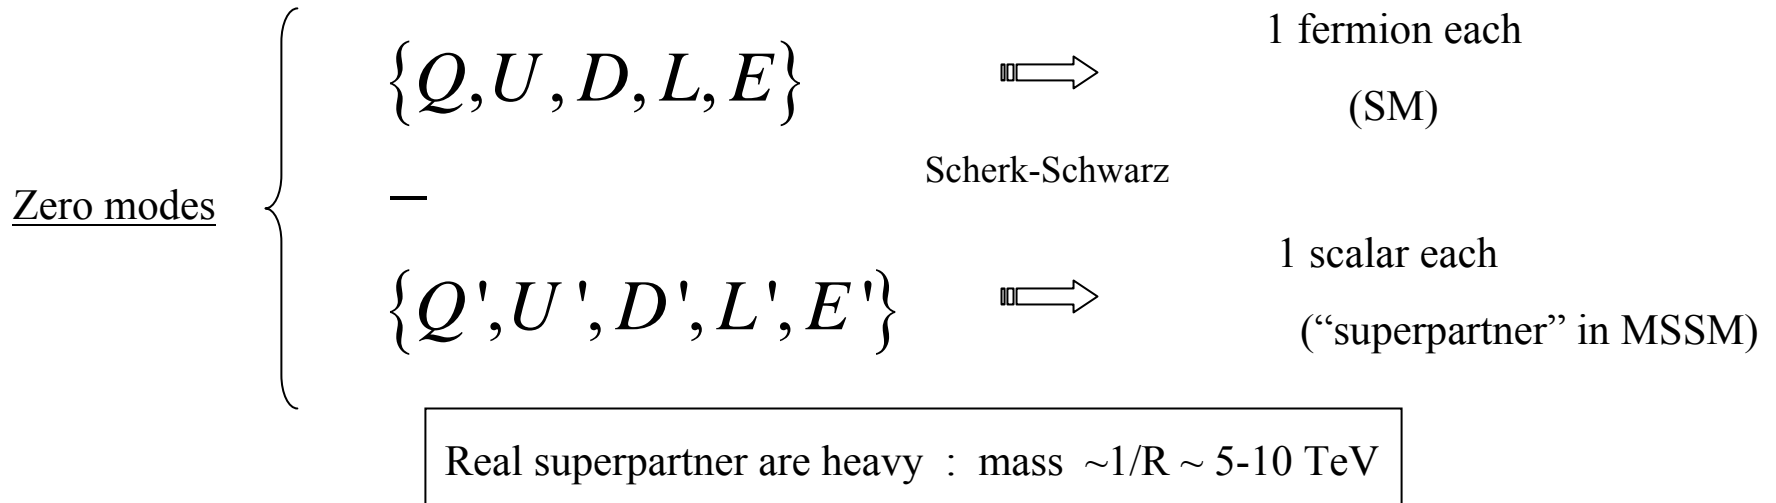 1 fermion each
{Q,U,D,L,E}
(SM)
Scherk-Schwarz
Zero modes
1 scalar each
{Q',U',D',L',E'}
(“superpartner” in MSSM)
Real superpartner are heavy : mass ~1/R ~ 5-10 TeV